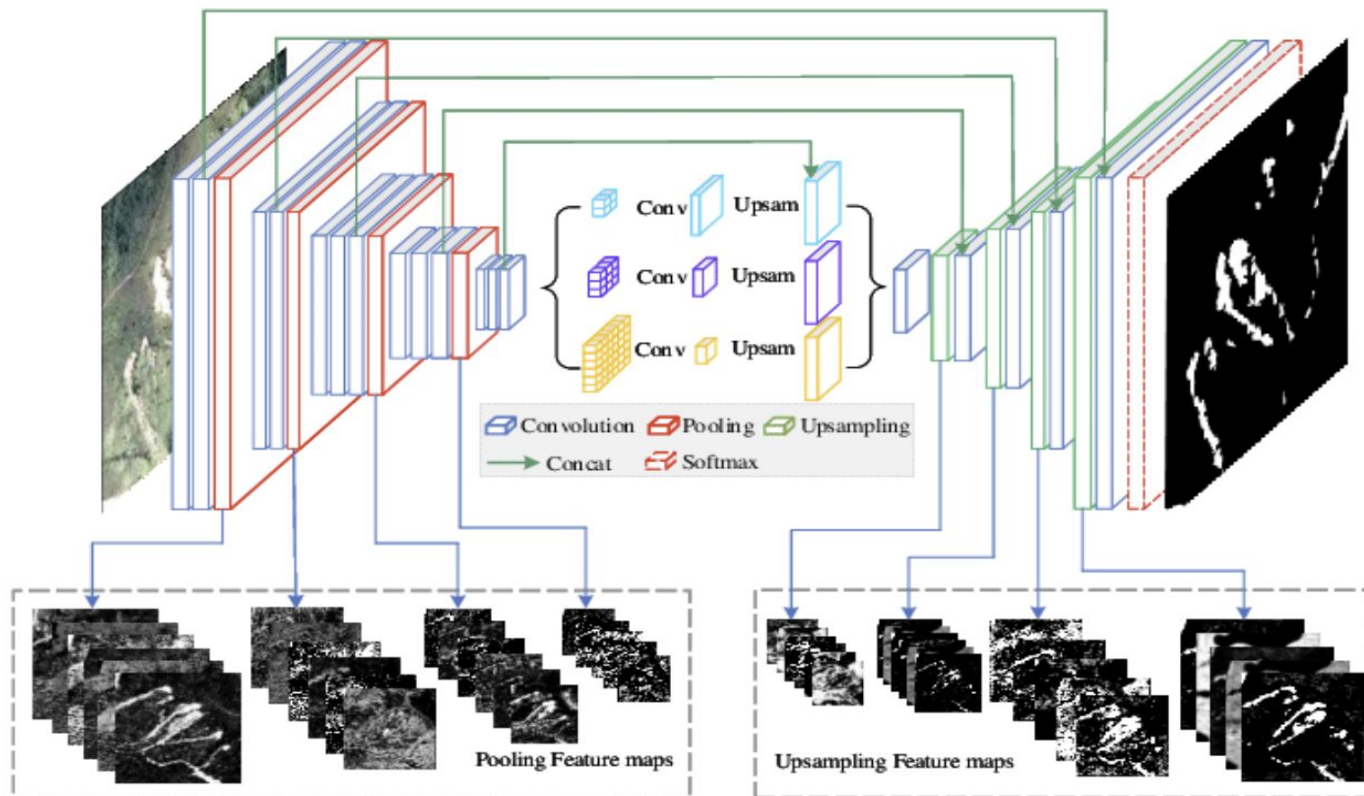 Conv Upsam
Conv Upsam
Conv Upsam
Convolution Pooling Upsampling
Concat Softmax
Pooling Feature maps
Upsampling Feature maps